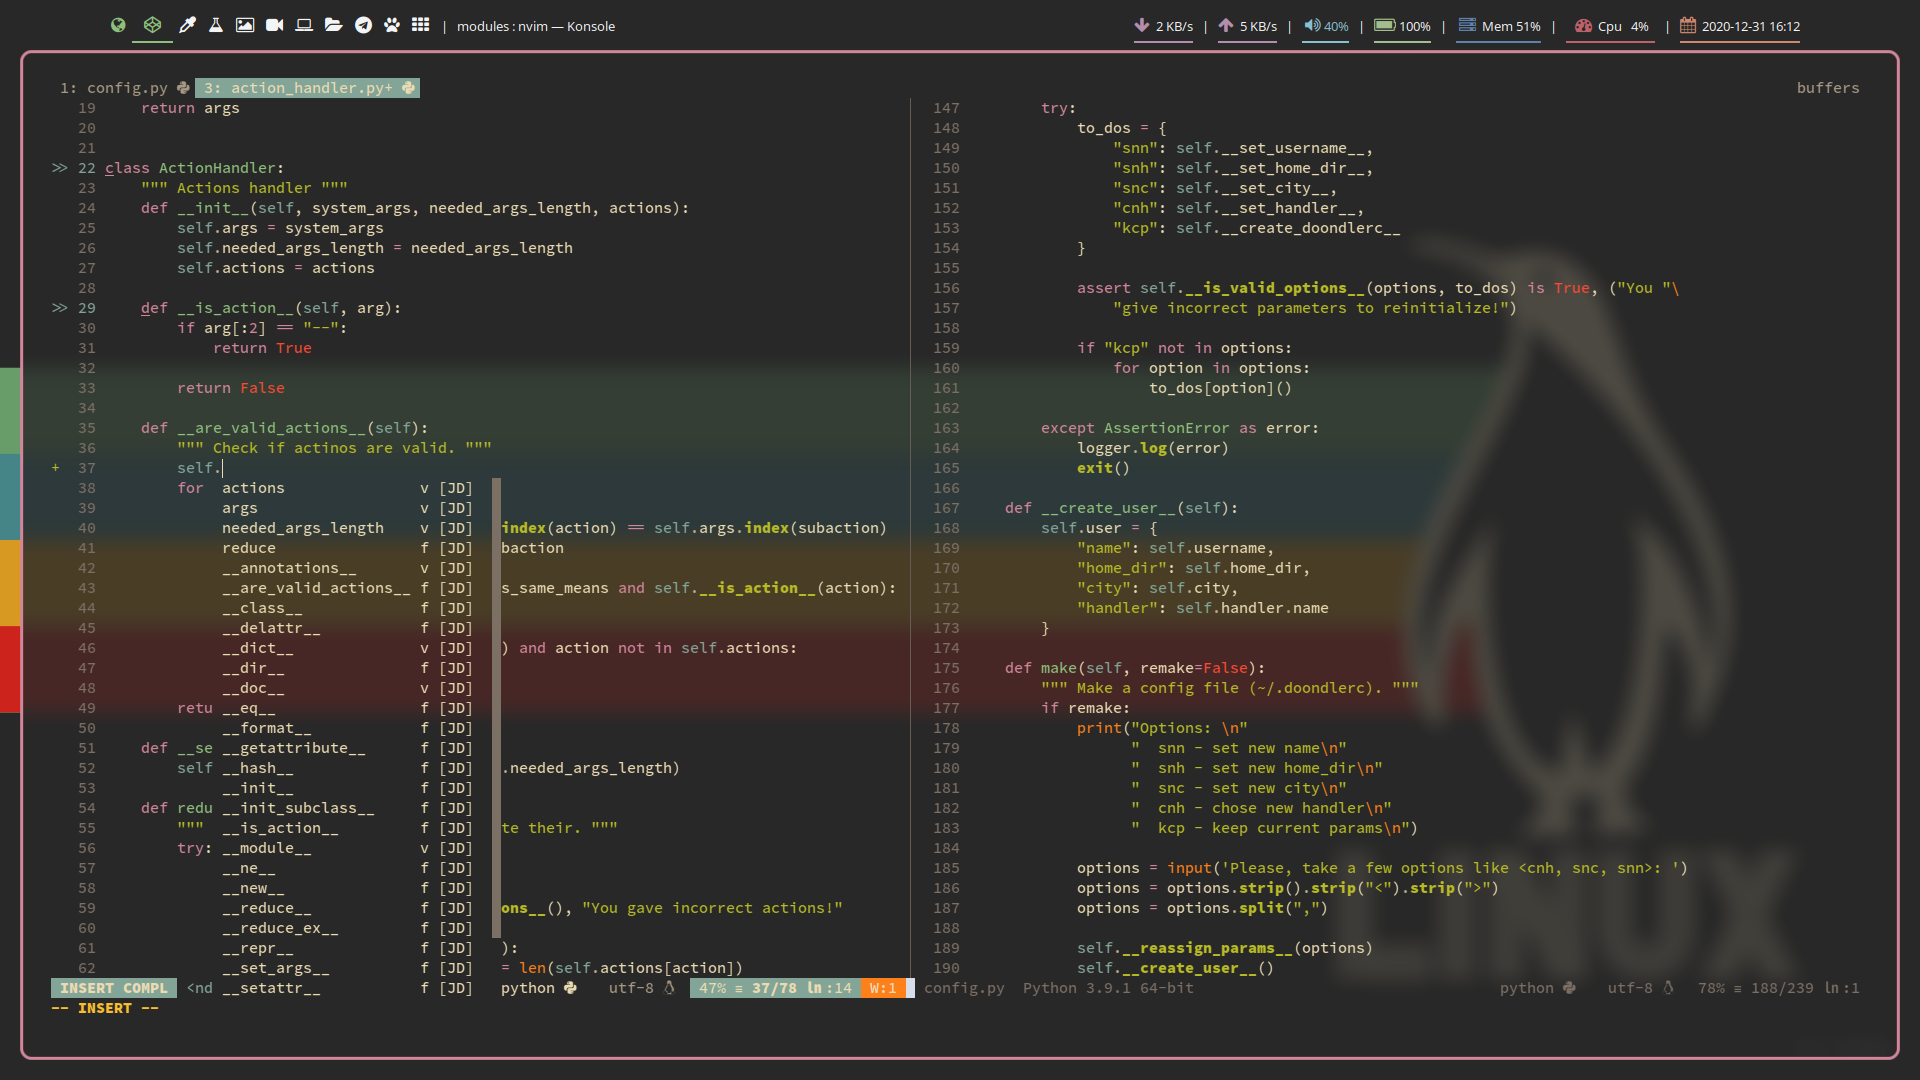 modules : nvim — Konsole
2 KB/s | 5 KB/s | 40% | 100% | Mem 51% | Cpu 4% | 2020-12-31 16:12
1: config.py 3: action_handler.py+ buffers
19 return args
20
21
>> 22 class ActionHandler:
23 """ Actions handler """
24 def __init__(self, system_args, needed_args_length, actions):
25 self.args = system_args
26 self.needed_args_length = needed_args_length
27 self.actions = actions
28
>> 29 def __is_action__(self, arg):
30 if arg[:2] == "--":
31 return True
32
33 return False
34
35 def __are_valid_actions__(self):
36 """ Check if actinos are valid. """
+ 37 self.
38 for actions v [JD]
39 args v [JD]
40 needed_args_length v [JD] index(action) == self.args.index(subaction)
41 reduce f [JD] baction
42 __annotations__ v [JD]
43 __are_valid_actions__ f [JD] s_same_means and self.__is_action__(action):
44 __class__ f [JD]
45 __delattr__ f [JD]
46 __dict__ v [JD] ) and action not in self.actions:
47 __dir__ f [JD]
48 __doc__ v [JD]
49 retu __eq__ f [JD]
50 __format__ f [JD]
51 def __se __getattribute__ f [JD]
52 self __hash__ f [JD] .needed_args_length)
53 __init__ f [JD]
54 def redu __init_subclass__ f [JD]
55 """ __is_action__ f [JD] te their. """
56 try: __module__ v [JD]
57 __ne__ f [JD]
58 __new__ f [JD]
59 __reduce__ f [JD] ons__(), "You gave incorrect actions!"
60 __reduce_ex__ f [JD]
61 __repr__ f [JD] ):
62 __set_args__ f [JD] = len(self.actions[action])
INSERT COMPL <nd __setattr__ f [JD] python utf-8 47% ≡ 37/78 ln :14 W:1
-- INSERT --
147 try:
148 to_dos = {
149 "snn": self.__set_username__,
150 "snh": self.__set_home_dir__,
151 "snc": self.__set_city__,
152 "cnh": self.__set_handler__,
153 "kcp": self.__create_doondlerc__
154 }
155
156 assert self.__is_valid_options__(options, to_dos) is True, ("You "\
157 "give incorrect parameters to reinitialize!")
158
159 if "kcp" not in options:
160 for option in options:
161 to_dos[option]()
162
163 except AssertionError as error:
164 logger.log(error)
165 exit()
166
167 def __create_user__(self):
168 self.user = {
169 "name": self.username,
170 "home_dir": self.home_dir,
171 "city": self.city,
172 "handler": self.handler.name
173 }
174
175 def make(self, remake=False):
176 """ Make a config file (~/.doondlerc). """
177 if remake:
178 print("Options: \n"
179 " snn - set new name\n"
180 " snh - set new home_dir\n"
181 " snc - set new city\n"
182 " cnh - chose new handler\n"
183 " kcp - keep current params\n")
184
185 options = input('Please, take a few options like <cnh, snc, snn>: ')
186 options = options.strip().strip("<").strip(">")
187 options = options.split(",")
188
189 self.__reassign_params__(options)
190 self.__create_user__()
config.py Python 3.9.1 64-bit python utf-8 78% ≡ 188/239 ln :1
LINUX